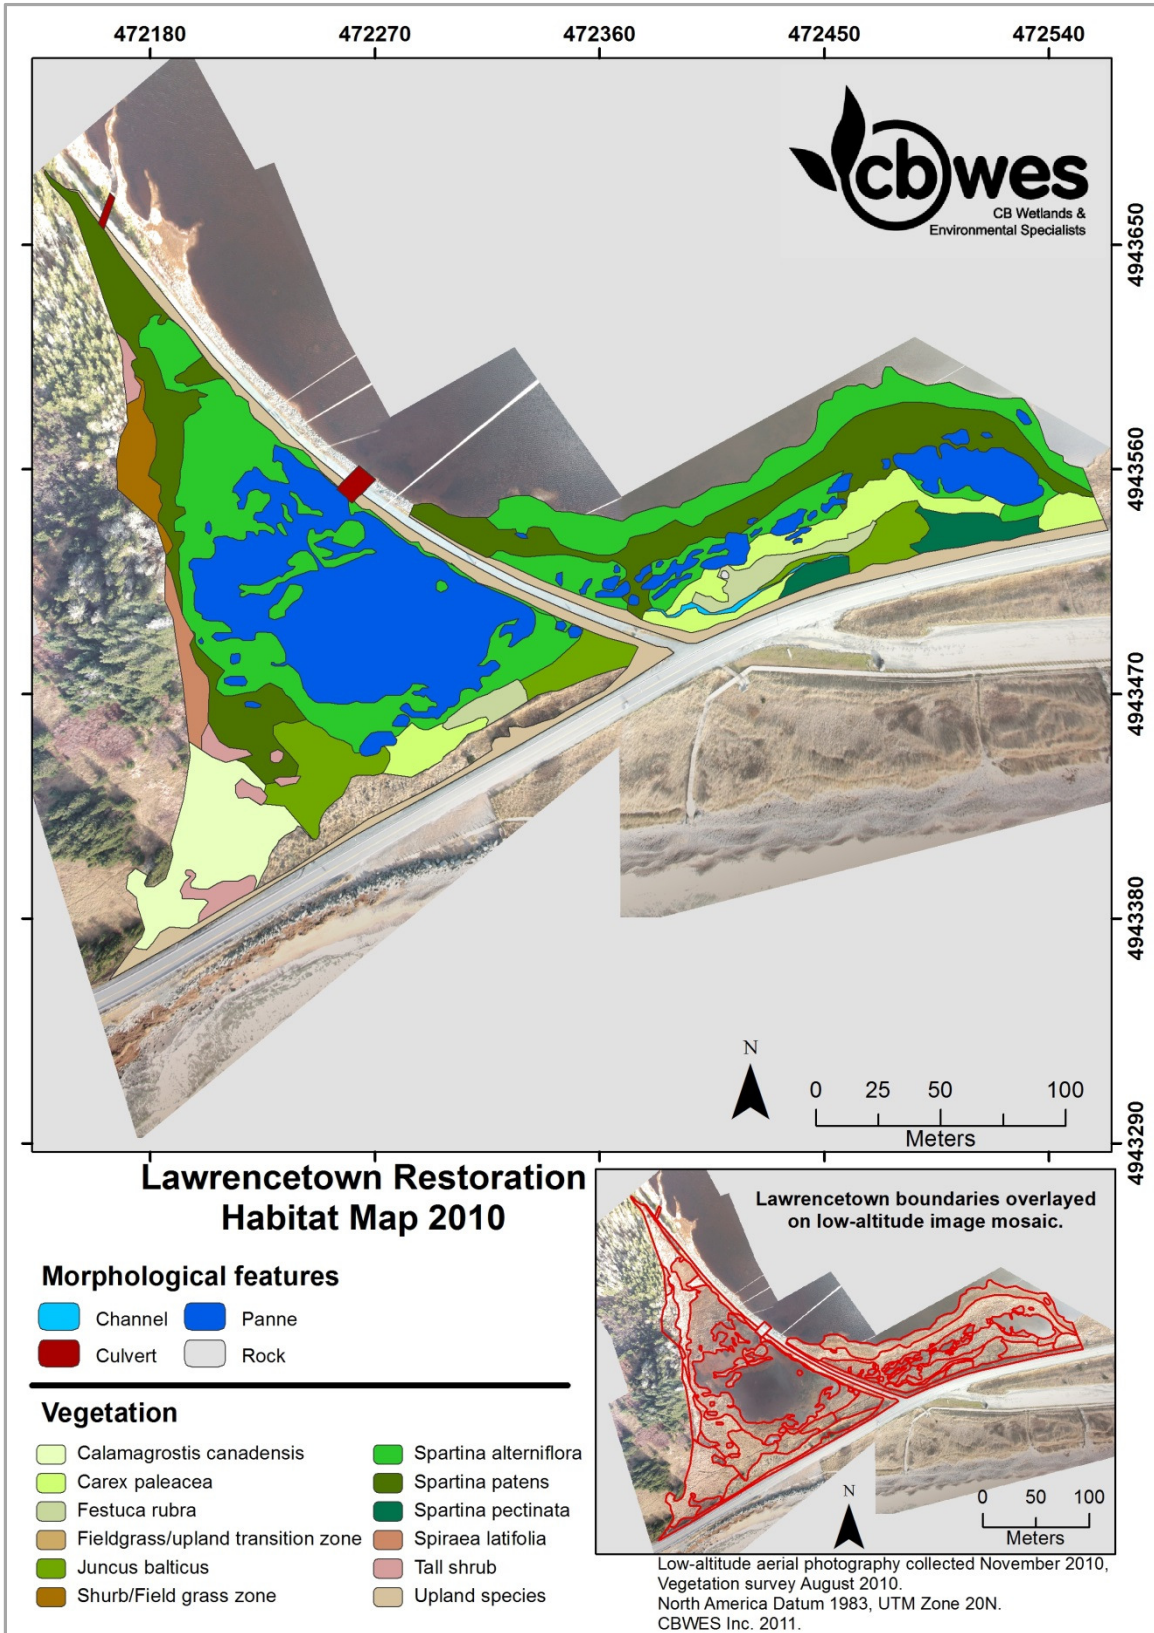 472180 472270 472360 472450 472540
cbwes
CB Wetlands &
Environmental Specialists
4943650
4943560
4943470
4943380
4943290
N
0 25 50 100
Meters
Lawrencetown Restoration
Habitat Map 2010
Morphological features
Channel Panne
Culvert Rock
Vegetation
Calamagrostis canadensis
Carex paleacea
Festuca rubra
Fieldgrass/upland transition zone
Juncus balticus
Shurb/Field grass zone
Spartina alterniflora
Spartina patens
Spartina pectinata
Spiraea latifolia
Tall shrub
Upland species
Lawrencetown boundaries overlayed
on low-altitude image mosaic.
N
0 50 100
Meters
Low-altitude aerial photography collected November 2010,
Vegetation survey August 2010.
North America Datum 1983, UTM Zone 20N.
CBWES Inc. 2011.